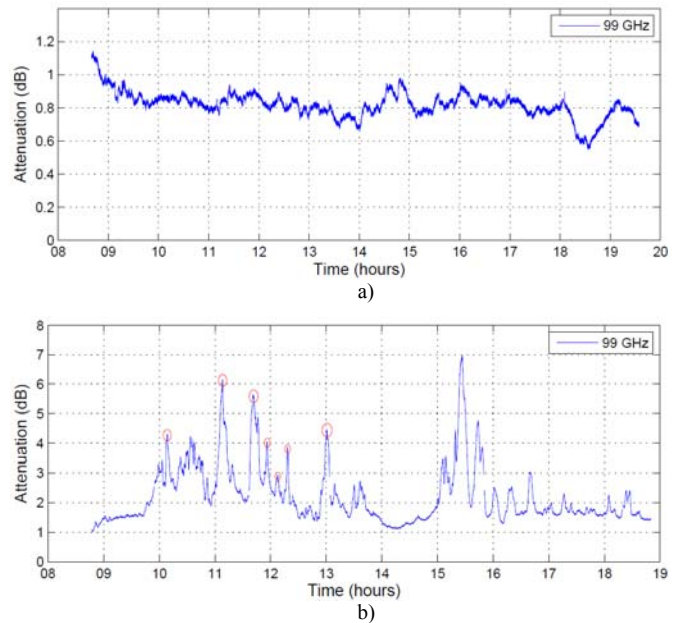 99 GHz
Attenuation (dB)
1.2
1
0.8
0.6
0.4
0.2
0
08 09 10 11 12 13 14 15 16 17 18 19 20
Time (hours)
a)
99 GHz
Attenuation (dB)
8
7
6
5
4
3
2
1
0
08 09 10 11 12 13 14 15 16 17 18 19
Time (hours)
b)